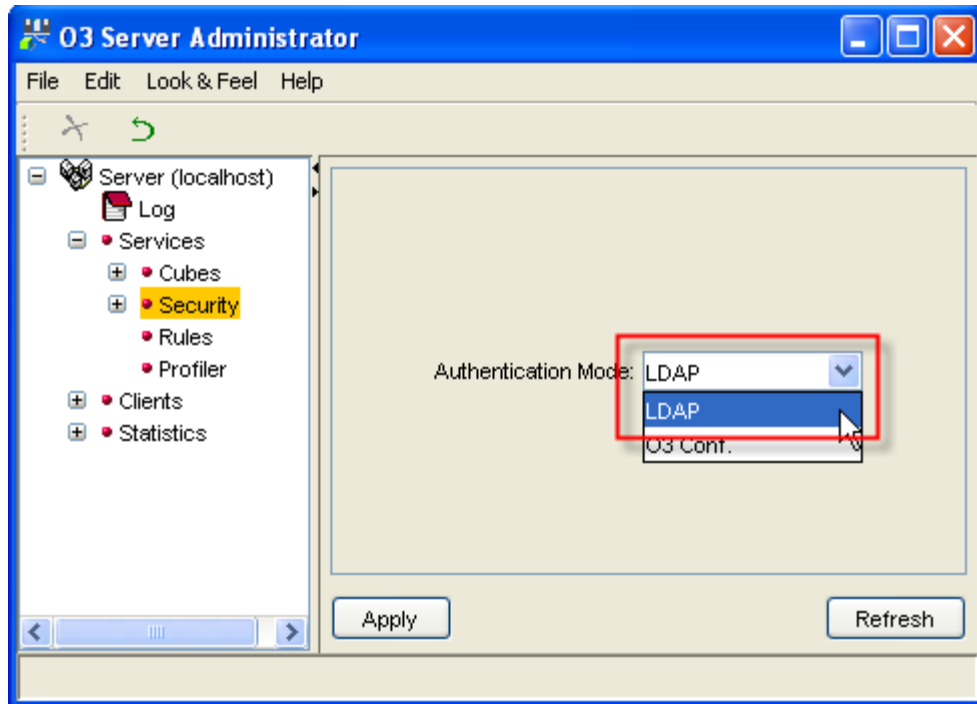 O3 Server Administrator
File Edit Look & Feel Help
Server (localhost)
Log
Services
Cubes
Security
Rules
Profiler
Clients
Statistics
Authentication Mode: LDAP
LDAP
O3 Conf.
Apply
Refresh